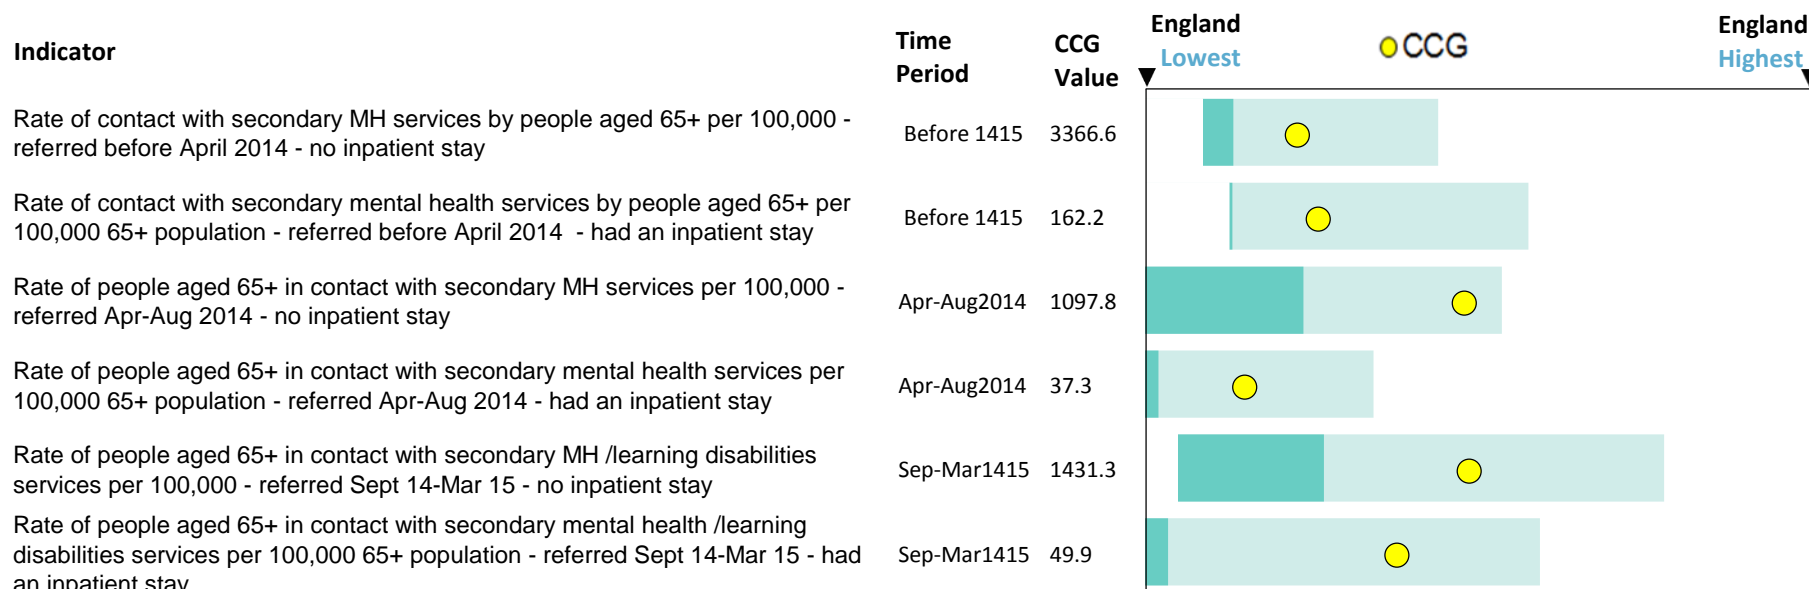 Indicator
Time Period
CCG Value
England Lowest
CCG
England Highest
Rate of contact with secondary MH services by people aged 65+ per 100,000 -
referred before April 2014 - no inpatient stay
Before 1415 3366.6
Rate of contact with secondary mental health services by people aged 65+ per
100,000 65+ population - referred before April 2014 - had an inpatient stay
Before 1415 162.2
Rate of people aged 65+ in contact with secondary MH services per 100,000 -
referred Apr-Aug 2014 - no inpatient stay
Apr-Aug2014 1097.8
Rate of people aged 65+ in contact with secondary mental health services per
100,000 65+ population - referred Apr-Aug 2014 - had an inpatient stay
Apr-Aug2014 37.3
Rate of people aged 65+ in contact with secondary MH /learning disabilities
services per 100,000 - referred Sept 14-Mar 15 - no inpatient stay
Sep-Mar1415 1431.3
Rate of people aged 65+ in contact with secondary mental health /learning
disabilities services per 100,000 65+ population - referred Sept 14-Mar 15 - had
an inpatient stay
Sep-Mar1415 49.9